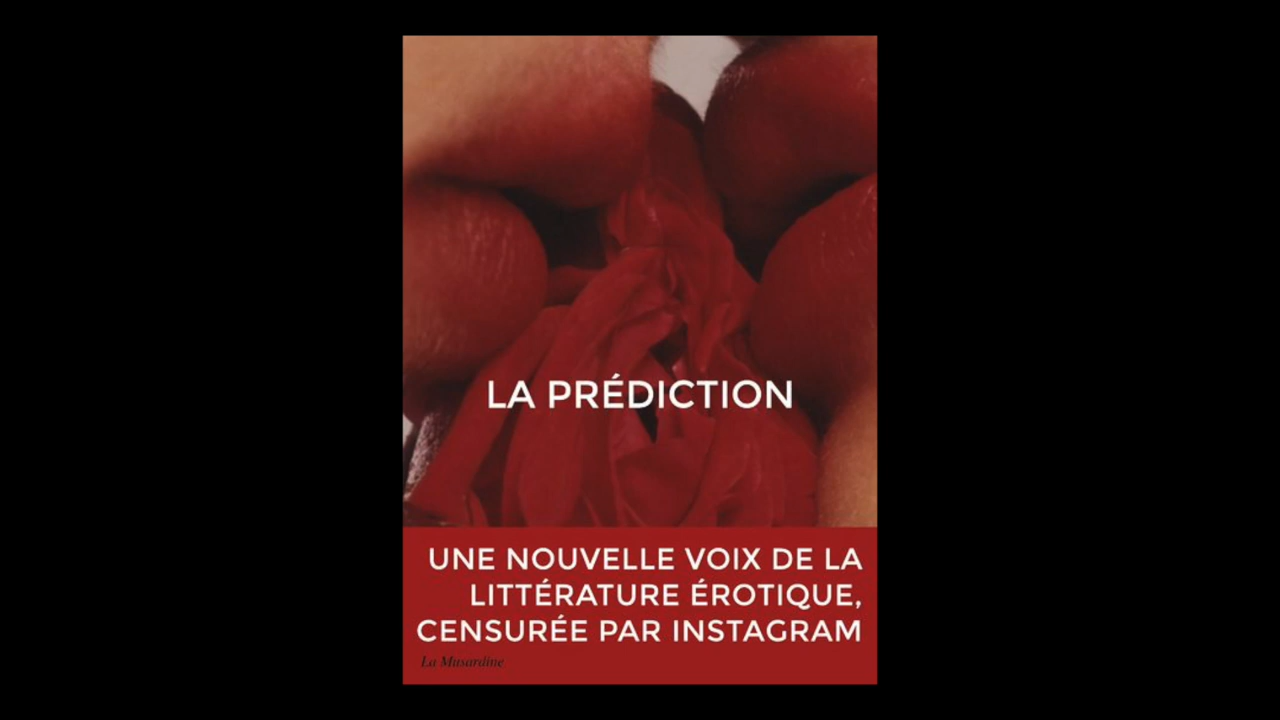 LA PRÉDICTION
UNE NOUVELLE VOIX DE LA
LITTÉRATURE ÉROTIQUE,
CENSURÉE PAR INSTAGRAM
La Musardine